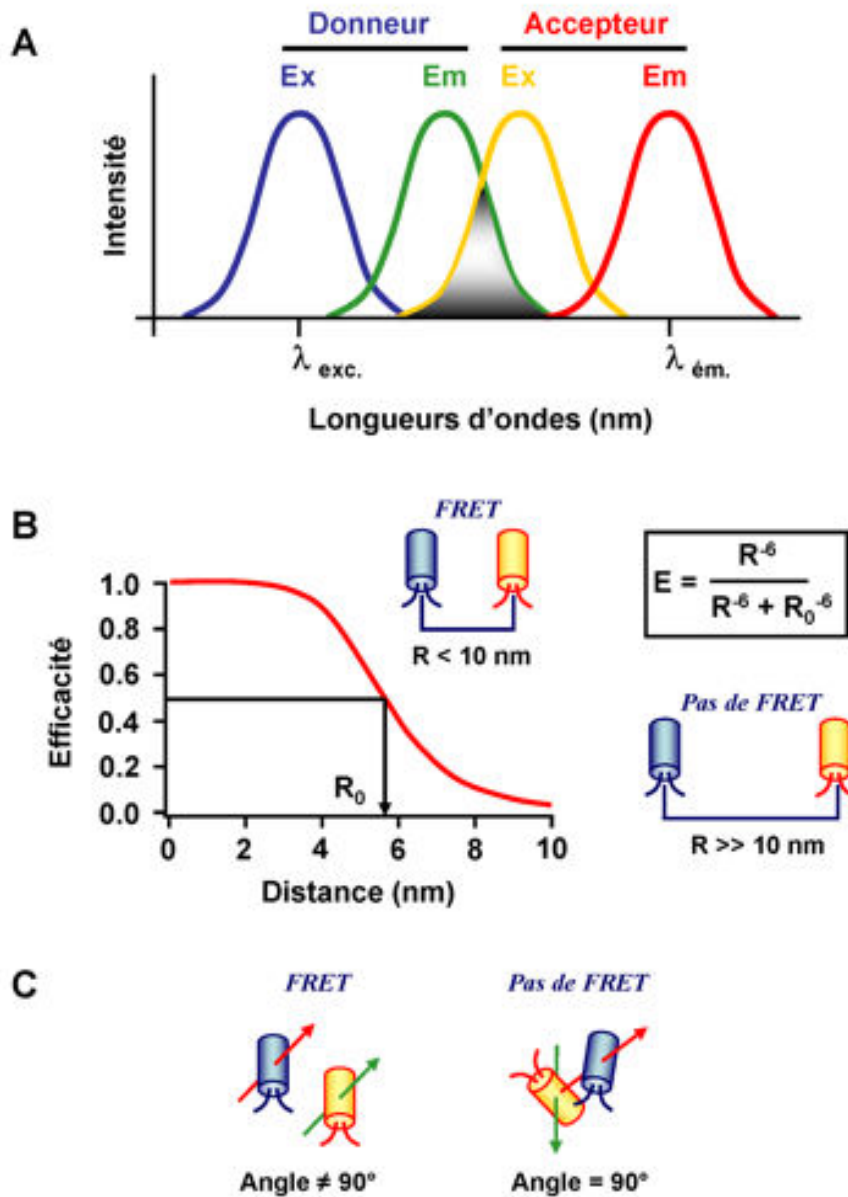 A
Donneur Accepteur
Ex Em Ex Em
Intensité
λ exc. λ ém.
Longueurs d'ondes (nm)
B
FRET
R < 10 nm
E = R⁻⁶ / (R⁻⁶ + R₀⁻⁶)
Pas de FRET
R >> 10 nm
Efficacité
1.0
0.8
0.6
0.4
0.2
0.0
R₀
0 2 4 6 8 10
Distance (nm)
C
FRET Pas de FRET
Angle ≠ 90° Angle = 90°